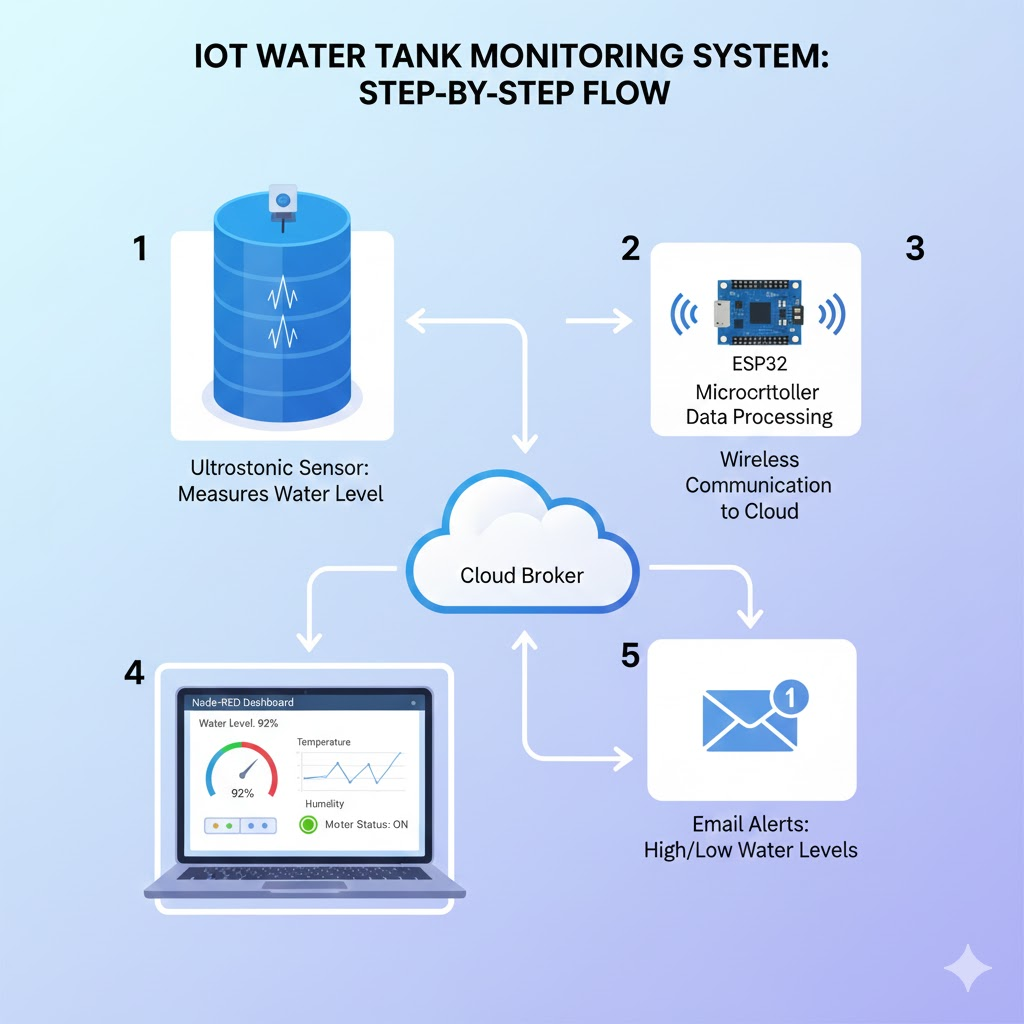 IOT WATER TANK MONITORING SYSTEM:
STEP-BY-STEP FLOW
1
2
3
ESP32
Microcrttoller
Data Processing
Ultrostonic Sensor:
Measures Water Level
Wireless
Communication
to Cloud
Cloud Broker
4
5
Nade-RED Dashboard
Water Level. 92%
Temperature
92%
Humelity
Moter Status: ON
1
Email Alerts:
High/Low Water Levels